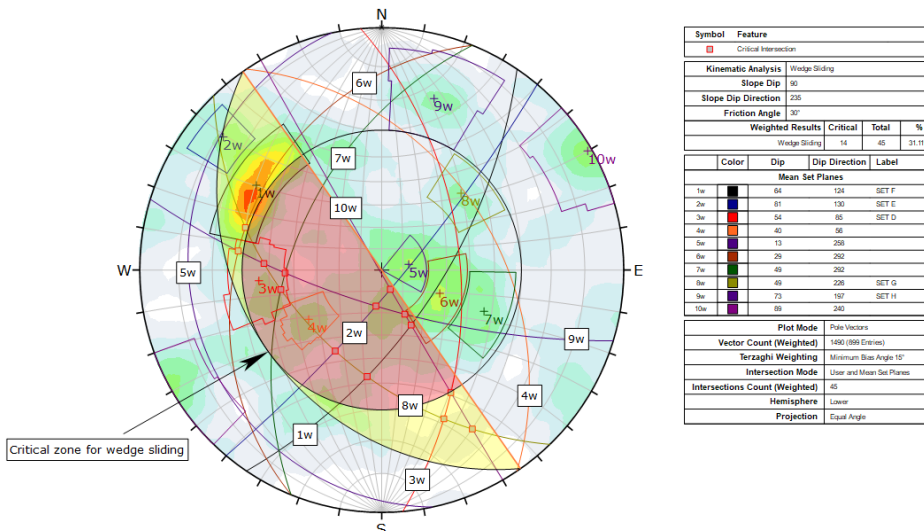 N
6w
9w
2w
7w
10w
1w
8w
10w
W
5w
5w
E
3w
6w
4w
2w
7w
9w
4w
8w
1w
3w
S
Critical zone for wedge sliding
Symbol Feature
Critical Intersection
Kinematic Analysis Wedge Sliding
Slope Dip 90
Slope Dip Direction 235
Friction Angle 30°
Weighted Results Critical Total %
Wedge Sliding 14 45 31.11
Color Dip Dip Direction Label
Mean Set Planes
1w 64 124 SET F
2w 81 130 SET E
3w 54 85 SET D
4w 40 56
5w 13 258
6w 29 292
7w 49 292
8w 49 226 SET G
9w 73 197 SET H
10w 89 240
Plot Mode Pole Vectors
Vector Count (Weighted) 1490 (899 Entries)
Terzaghi Weighting Minimum Bias Angle 15°
Intersection Mode User and Mean Set Planes
Intersections Count (Weighted) 45
Hemisphere Lower
Projection Equal Angle